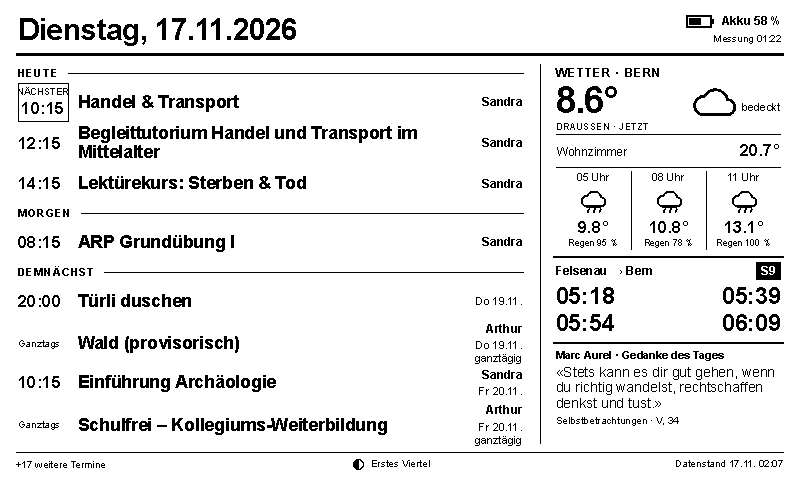 Dienstag, 17.11.2026
Akku 58 %
Messung 01:22
HEUTE
NÄCHSTER
10:15 Handel & Transport Sandra
12:15 Begleittutorium Handel und Transport im
Mittelalter Sandra
14:15 Lektürekurs: Sterben & Tod Sandra
MORGEN
08:15 ARP Grundübung I Sandra
DEMNÄCHST
20:00 Türli duschen Do 19.11.
Ganztags Wald (provisorisch) Arthur
Do 19.11.
ganztägig
10:15 Einführung Archäologie Sandra
Fr 20.11.
Ganztags Schulfrei – Kollegiums-Weiterbildung Arthur
Fr 20.11.
ganztägig
WETTER · BERN
8.6° bedeckt
DRAUSSEN · JETZT
Wohnzimmer 20.7°
05 Uhr 08 Uhr 11 Uhr
9.8° 10.8° 13.1°
Regen 95 % Regen 78 % Regen 100 %
Felsenau › Bern S9
05:18 05:39
05:54 06:09
Marc Aurel · Gedanke des Tages
«Stets kann es dir gut gehen, wenn
du richtig wandelst, rechtschaffen
denkst und tust.»
Selbstbetrachtungen · V, 34
+17 weitere Termine
Erstes Viertel
Datenstand 17.11. 02:07